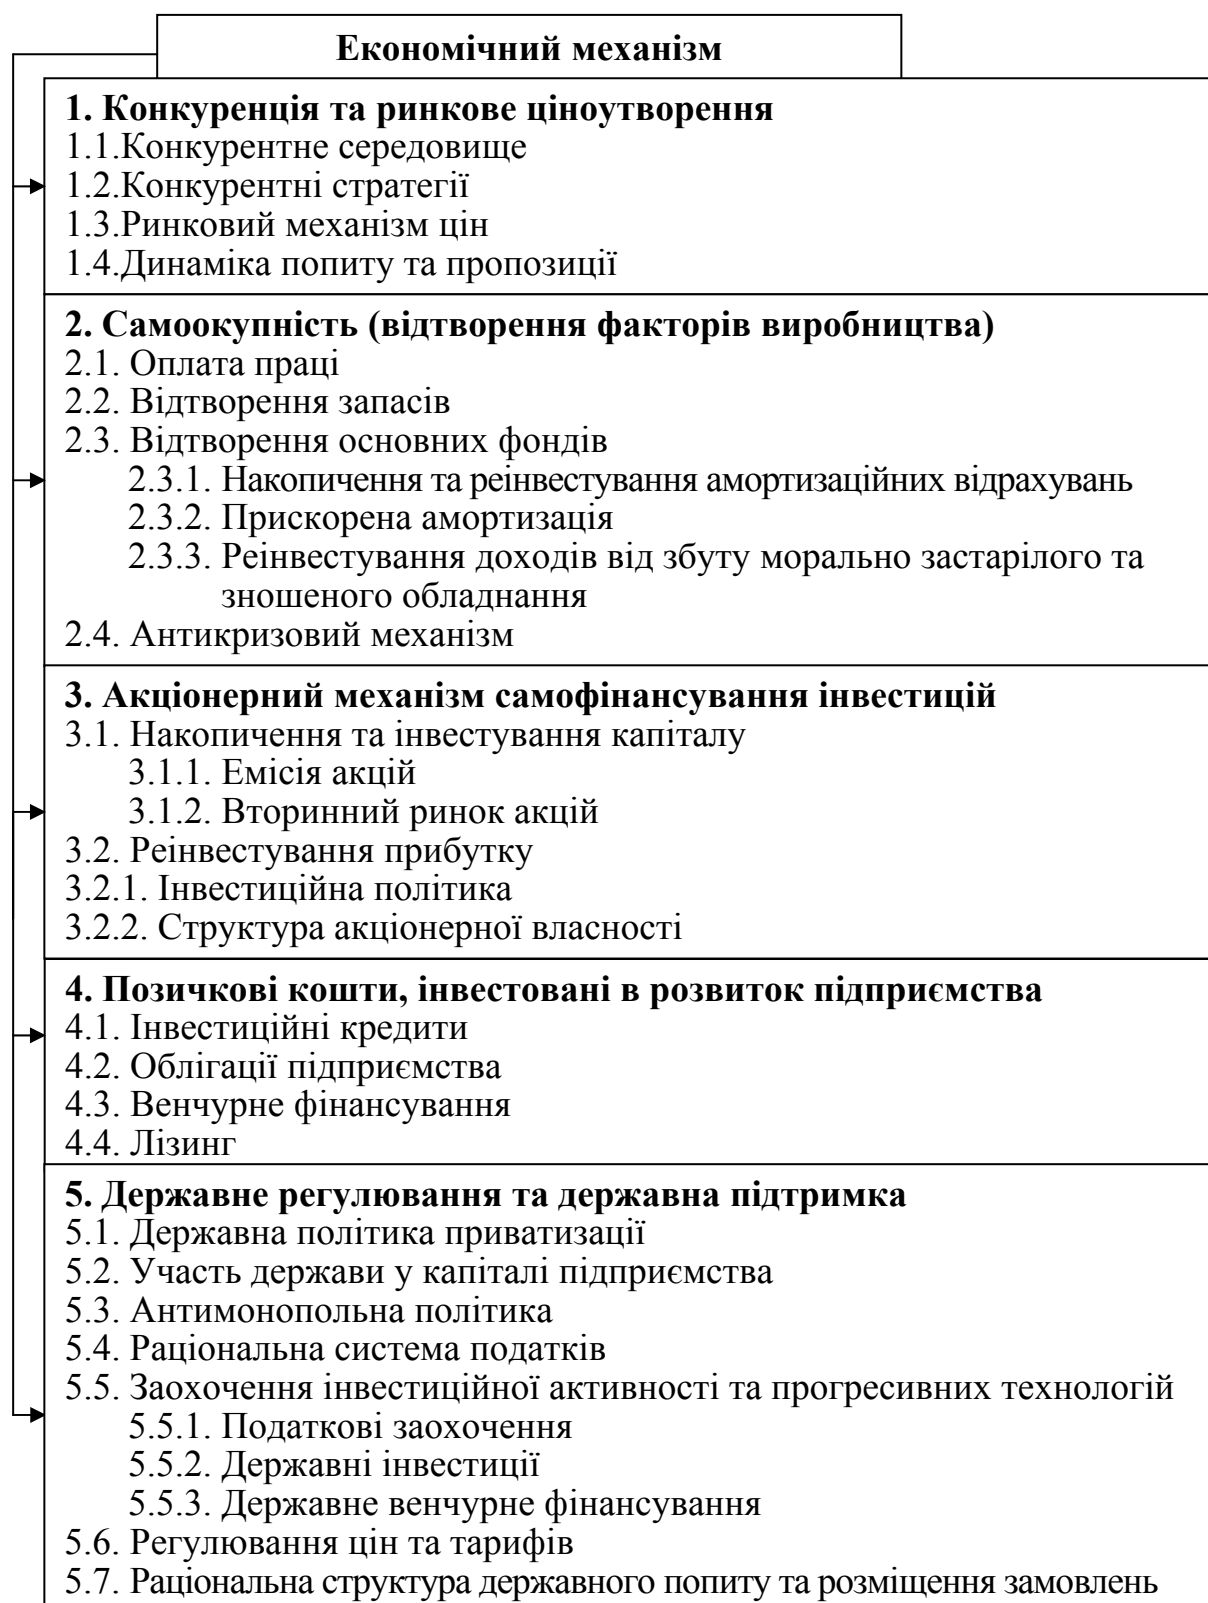 Економічний механізм
1. Конкуренція та ринкове ціноутворення
1.1.Конкурентне середовище
1.2.Конкурентні стратегії
1.3.Ринковий механізм цін
1.4.Динаміка попиту та пропозиції
2. Самоокупність (відтворення факторів виробництва)
2.1. Оплата праці
2.2. Відтворення запасів
2.3. Відтворення основних фондів
2.3.1. Накопичення та реінвестування амортизаційних відрахувань
2.3.2. Прискорена амортизація
2.3.3. Реінвестування доходів від збуту морально застарілого та
зношеного обладнання
2.4. Антикризовий механізм
3. Акціонерний механізм самофінансування інвестицій
3.1. Накопичення та інвестування капіталу
3.1.1. Емісія акцій
3.1.2. Вторинний ринок акцій
3.2. Реінвестування прибутку
3.2.1. Інвестиційна політика
3.2.2. Структура акціонерної власності
4. Позичкові кошти, інвестовані в розвиток підприємства
4.1. Інвестиційні кредити
4.2. Облігації підприємства
4.3. Венчурне фінансування
4.4. Лізинг
5. Державне регулювання та державна підтримка
5.1. Державна політика приватизації
5.2. Участь держави у капіталі підприємства
5.3. Антимонопольна політика
5.4. Раціональна система податків
5.5. Заохочення інвестиційної активності та прогресивних технологій
5.5.1. Податкові заохочення
5.5.2. Державні інвестиції
5.5.3. Державне венчурне фінансування
5.6. Регулювання цін та тарифів
5.7. Раціональна структура державного попиту та розміщення замовлень